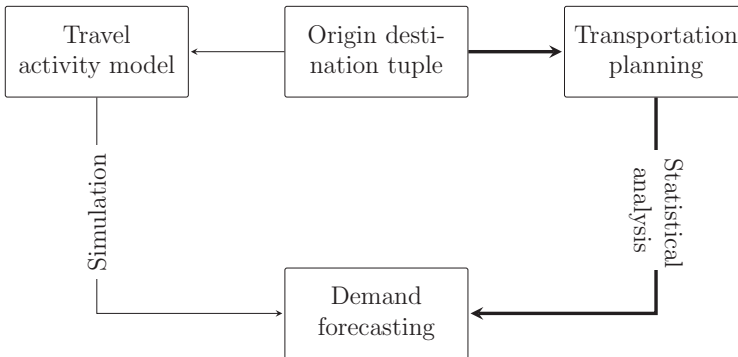 Travel
activity model
Origin desti-
nation tuple
Transportation
planning
Simulation
Statistical
analysis
Demand
forecasting